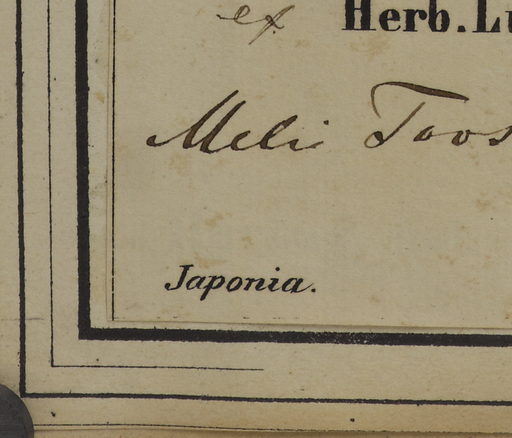 ex
Herb. Lu
Meli Toos
Japonia.